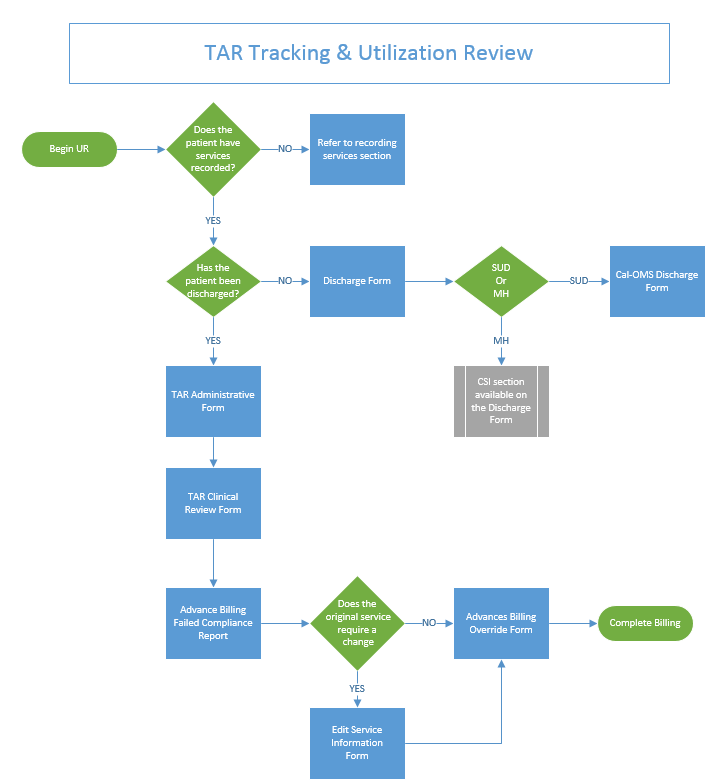 TAR Tracking & Utilization Review
Begin UR
Does the
patient have
services
recorded?
NO
Refer to recording
services section
YES
Has the
patient been
discharged?
NO
Discharge Form
SUD
Or
MH
SUD
Cal-OMS Discharge
Form
YES
MH
TAR Administrative
Form
CSI section
available on
the Discharge
Form
TAR Clinical
Review Form
Advance Billing
Failed Compliance
Report
Does the
original service
require a
change
NO
Advances Billing
Override Form
Complete Billing
YES
Edit Service
Information
Form